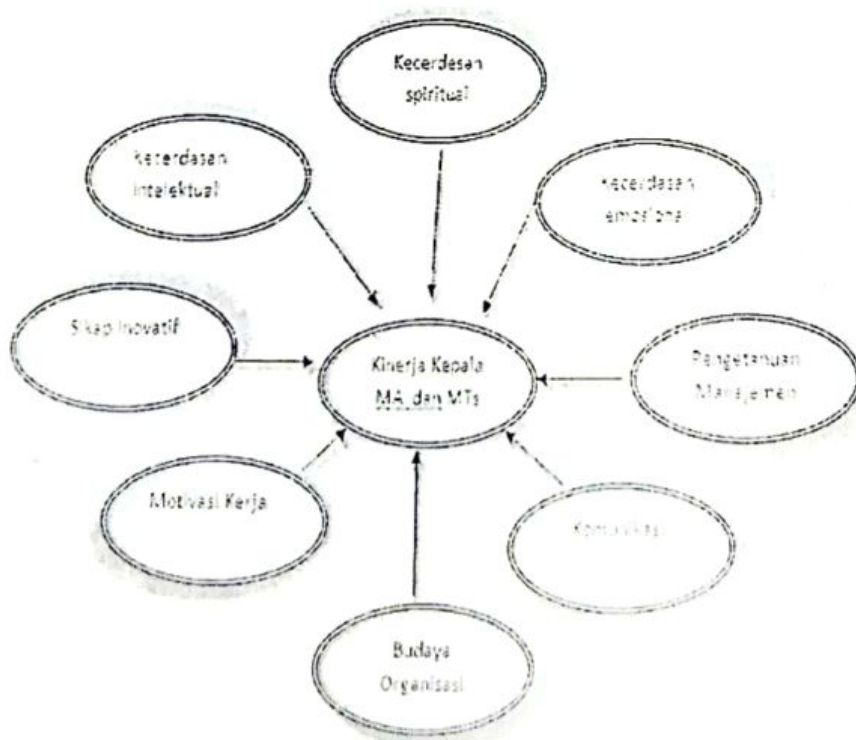 Kecerdasan
spiritual
Kecerdasan
intelektual
Kecerdasan
emosional
Sikap Inovatif
Kinerja Kepala
MA dan MTs
Pengetahuan
Manajemen
Motivasi Kerja
Komunikasi
Budaya
Organisasi